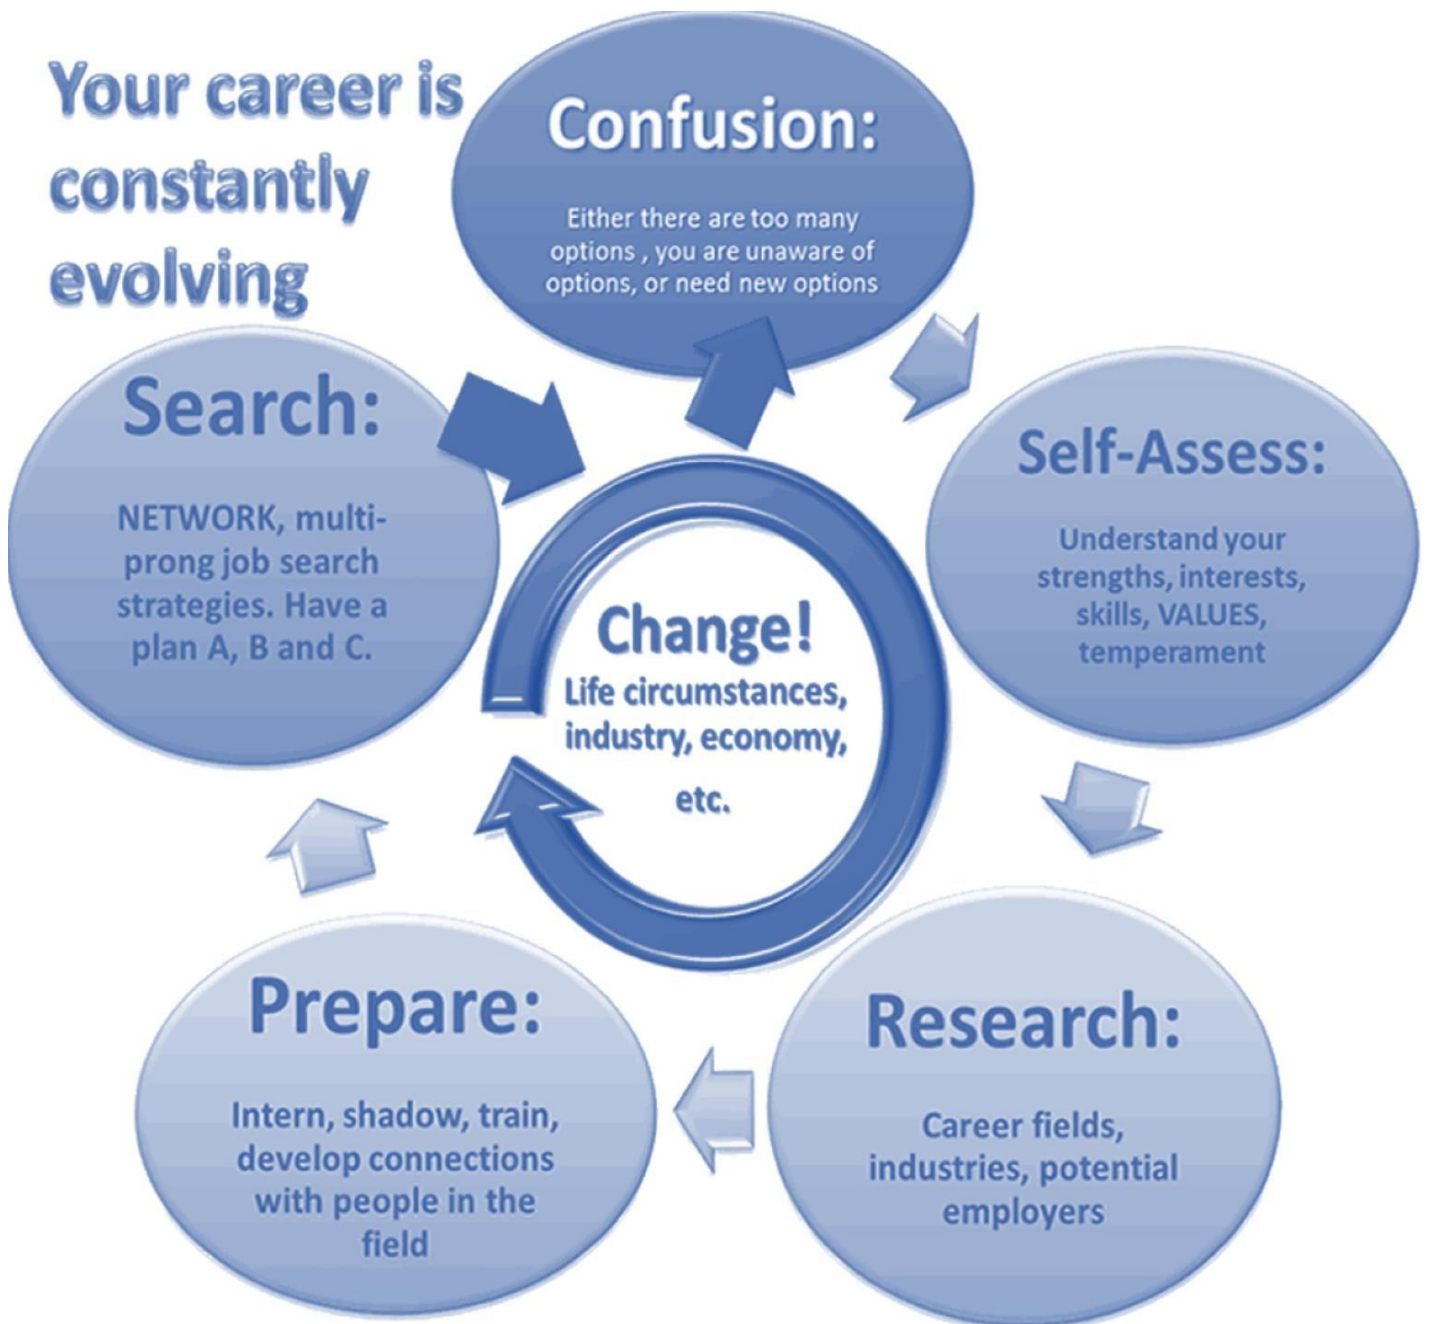 Your career is
constantly
evolving
Confusion:
Either there are too many
options , you are unaware of
options, or need new options
Self-Assess:
Understand your
strengths, interests,
skills, VALUES,
temperament
Research:
Career fields,
industries, potential
employers
Prepare:
Intern, shadow, train,
develop connections
with people in the
field
Search:
NETWORK, multi-
prong job search
strategies. Have a
plan A, B and C.
Change!
Life circumstances,
industry, economy,
etc.